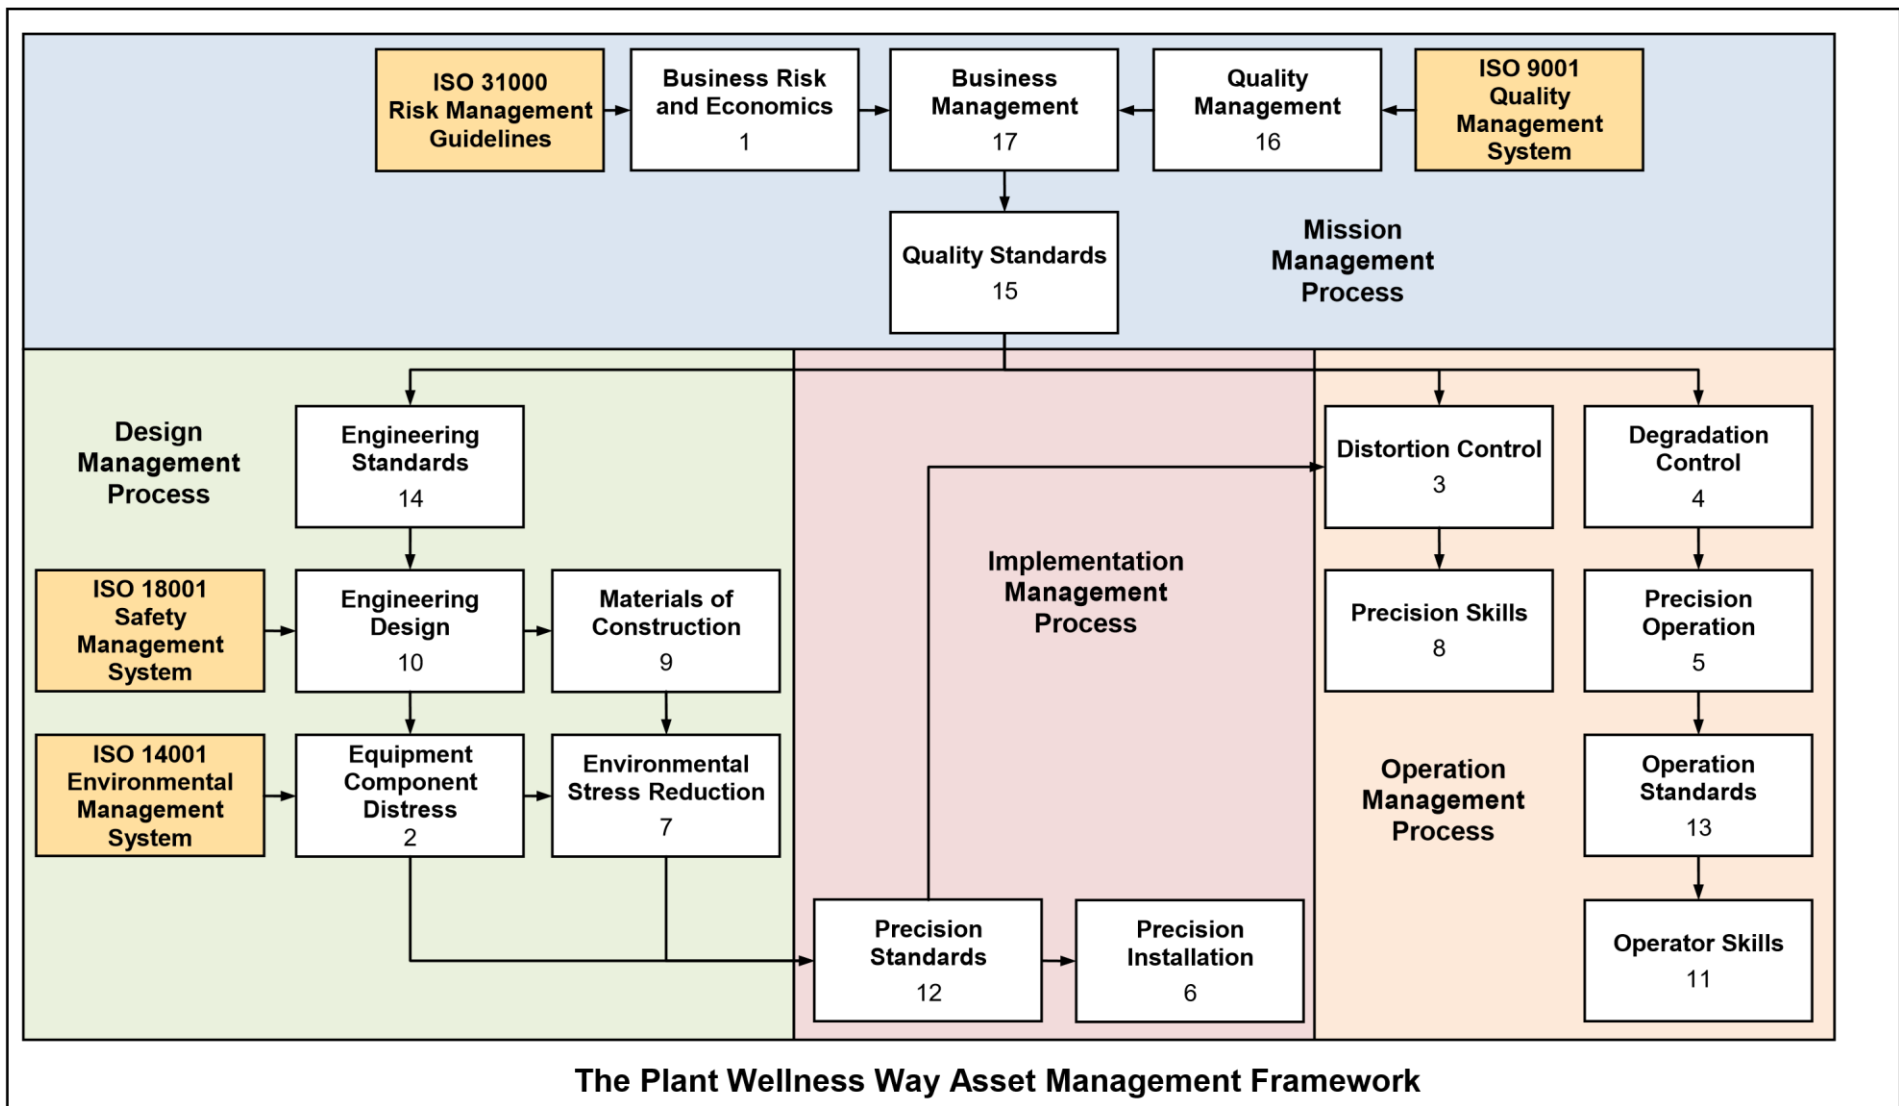 ISO 31000
Risk Management
Guidelines
Business Risk
and Economics
1
Business
Management
17
Quality
Management
16
ISO 9001
Quality
Management
System
Quality Standards
15
Mission
Management
Process
Design
Management
Process
Engineering
Standards
14
Distortion Control
3
Degradation
Control
4
Implementation
Management
Process
ISO 18001
Safety
Management
System
Engineering
Design
10
Materials of
Construction
9
Precision Skills
8
Precision
Operation
5
ISO 14001
Environmental
Management
System
Equipment
Component
Distress
2
Environmental
Stress Reduction
7
Operation
Management
Process
Operation
Standards
13
Precision
Standards
12
Precision
Installation
6
Operator Skills
11
The Plant Wellness Way Asset Management Framework